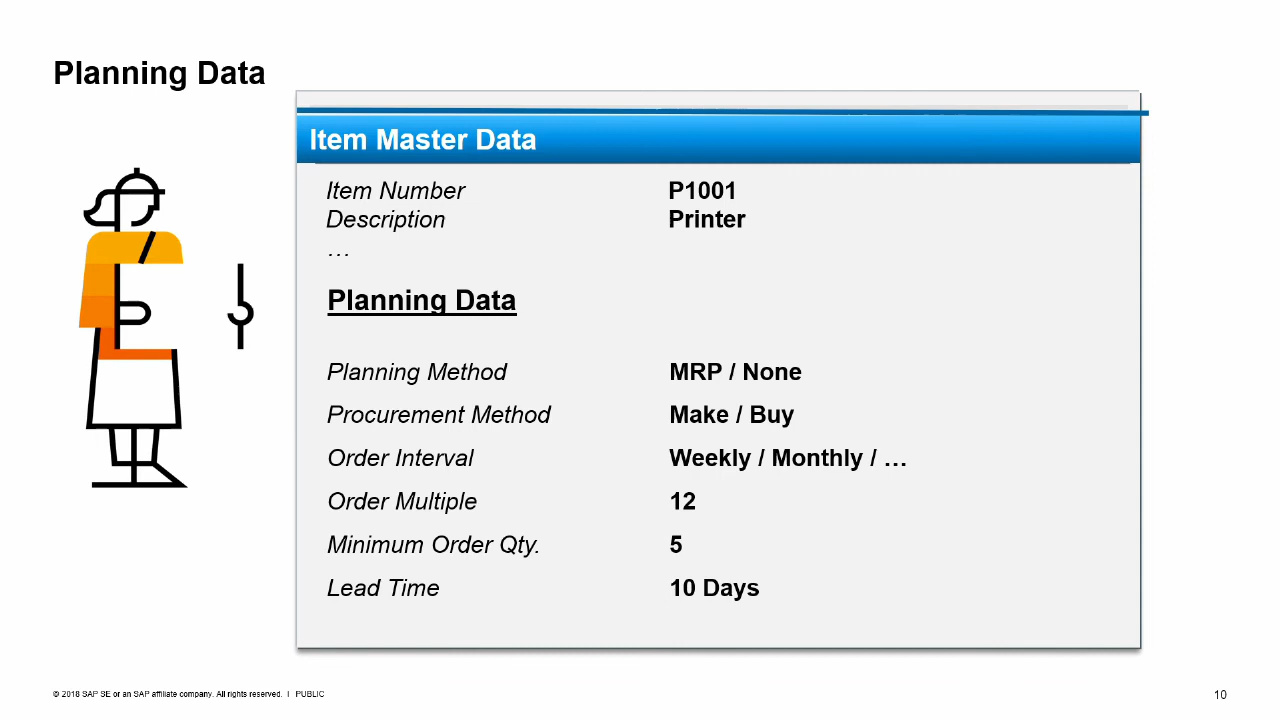 Planning Data
Item Master Data
Item Number P1001
Description Printer
…
Planning Data
Planning Method MRP / None
Procurement Method Make / Buy
Order Interval Weekly / Monthly / …
Order Multiple 12
Minimum Order Qty. 5
Lead Time 10 Days
© 2018 SAP SE or an SAP affiliate company. All rights reserved. I PUBLIC 10